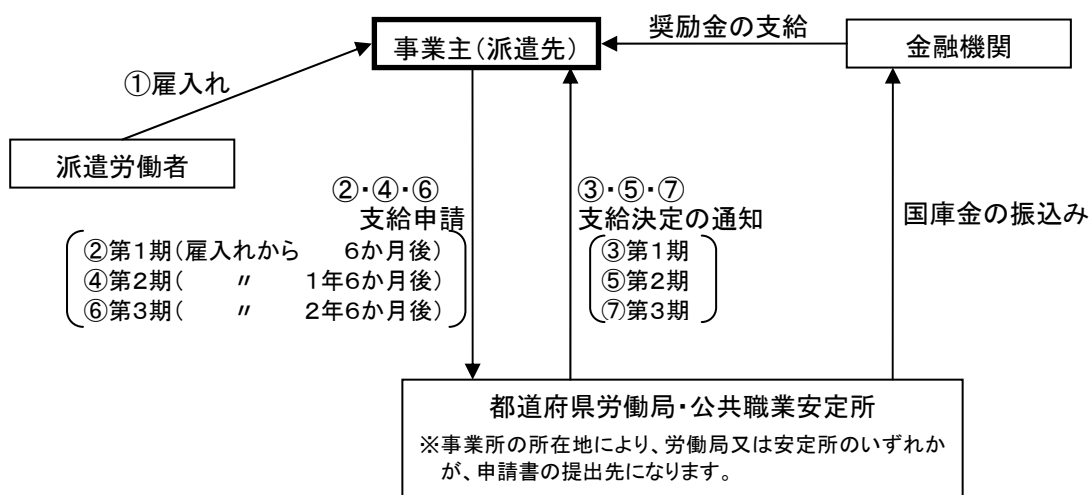 奨励金の支給
事業主(派遣先)
金融機関
①雇入れ
派遣労働者
②・④・⑥
支給申請
②第1期(雇入れから 6か月後)
④第2期( 〃 1年6か月後)
⑥第3期( 〃 2年6か月後)
③・⑤・⑦
支給決定の通知
③第1期
⑤第2期
⑦第3期
国庫金の振込み
都道府県労働局・公共職業安定所
※事業所の所在地により、労働局又は安定所のいずれか
が、申請書の提出先になります。